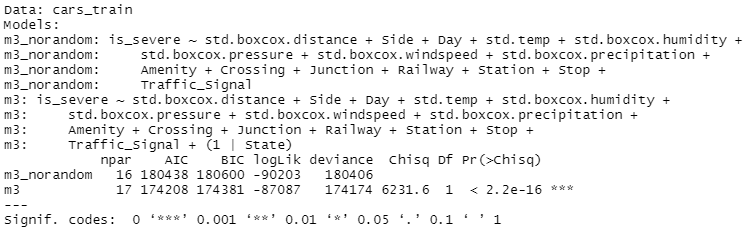 Data: cars_train
Models:
m3_norandom: is_severe ~ std.boxcox.distance + Side + Day + std.temp + std.boxcox.humidity +
m3_norandom:     std.boxcox.pressure + std.boxcox.windspeed + std.boxcox.precipitation +
m3_norandom:     Amenity + Crossing + Junction + Railway + Station + Stop +
m3_norandom:     Traffic_Signal
m3: is_severe ~ std.boxcox.distance + Side + Day + std.temp + std.boxcox.humidity +
m3:     std.boxcox.pressure + std.boxcox.windspeed + std.boxcox.precipitation +
m3:     Amenity + Crossing + Junction + Railway + Station + Stop +
m3:     Traffic_Signal + (1 | State)
            npar    AIC    BIC logLik deviance  Chisq Df Pr(>Chisq)
m3_norandom   16 180438 180600 -90203   180406
m3            17 174208 174381 -87087   174174 6231.6  1  < 2.2e-16 ***
---
Signif. codes:  0 ‘***’ 0.001 ‘**’ 0.01 ‘*’ 0.05 ‘.’ 0.1 ‘ ’ 1